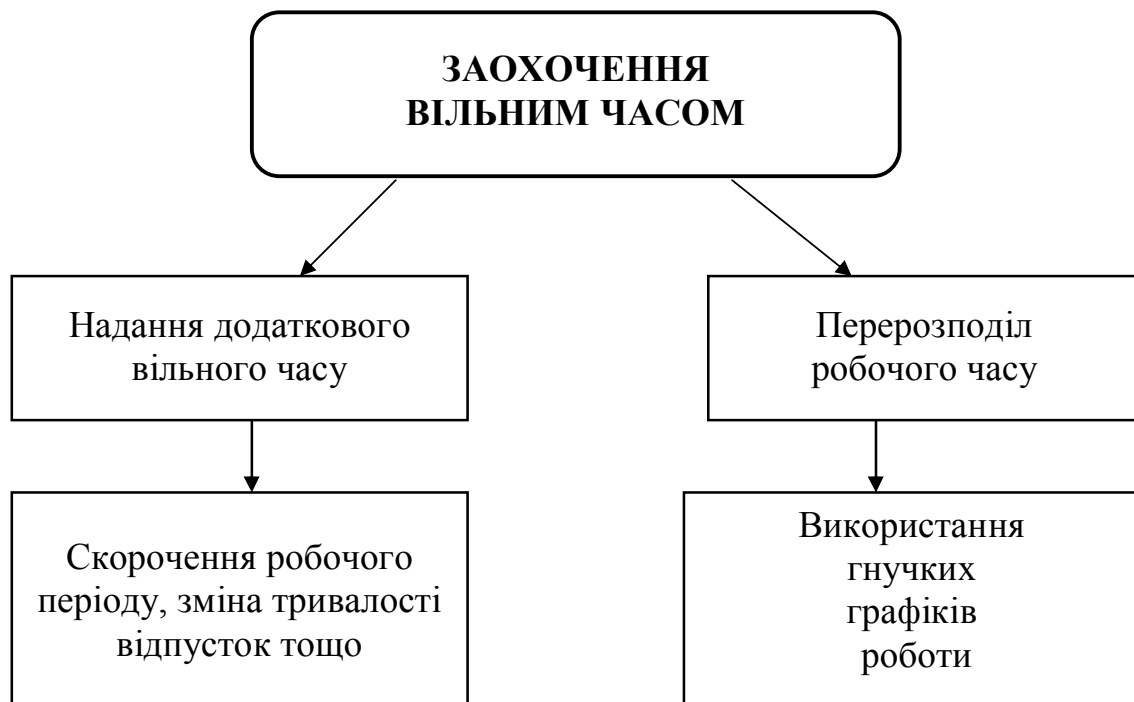 ЗАОХОЧЕННЯ
ВІЛЬНИМ ЧАСОМ
Надання додаткового
вільного часу
Перерозподіл
робочого часу
Скорочення робочого
періоду, зміна тривалості
відпусток тощо
Використання
гнучких
графіків
роботи